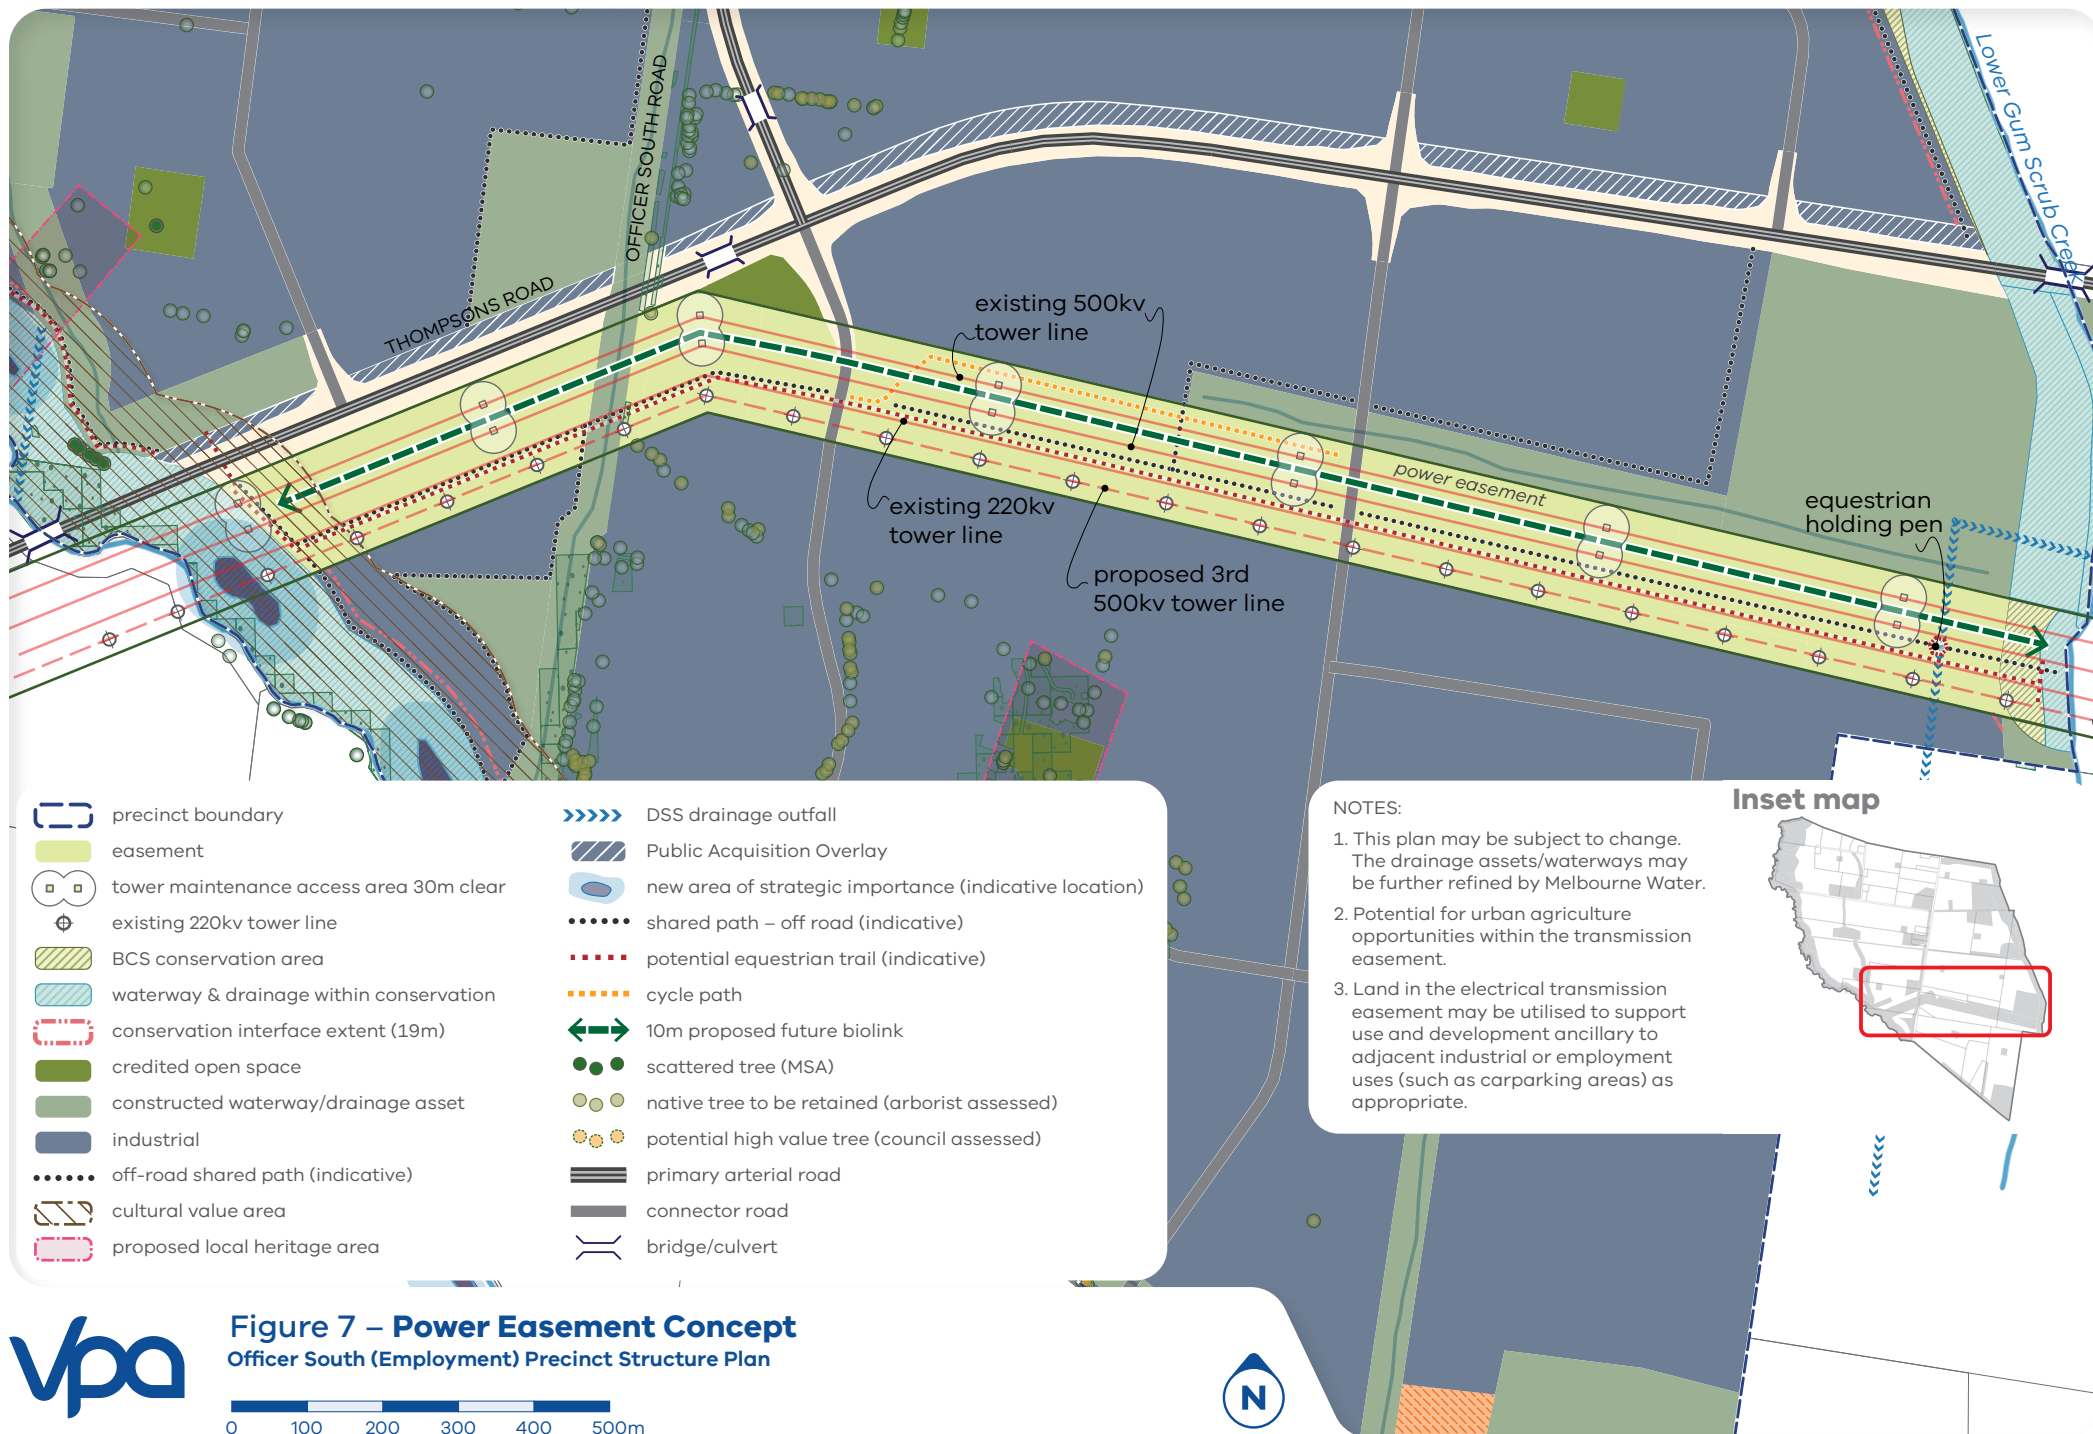 Lower Gum Scrub Creek
OFFICER SOUTH ROAD
THOMPSONS ROAD
existing 500kv
tower line
power easement
existing 220kv
tower line
equestrian
holding pen
proposed 3rd
500kv tower line
precinct boundary
easement
tower maintenance access area 30m clear
existing 220kv tower line
BCS conservation area
waterway & drainage within conservation
conservation interface extent (19m)
credited open space
constructed waterway/drainage asset
industrial
off-road shared path (indicative)
cultural value area
proposed local heritage area
DSS drainage outfall
Public Acquisition Overlay
new area of strategic importance (indicative location)
shared path – off road (indicative)
potential equestrian trail (indicative)
cycle path
10m proposed future biolink
scattered tree (MSA)
native tree to be retained (arborist assessed)
potential high value tree (council assessed)
primary arterial road
connector road
bridge/culvert
NOTES:
1. This plan may be subject to change.
The drainage assets/waterways may
be further refined by Melbourne Water.
2. Potential for urban agriculture
opportunities within the transmission
easement.
3. Land in the electrical transmission
easement may be utilised to support
use and development ancillary to
adjacent industrial or employment
uses (such as carparking areas) as
appropriate.
Inset map
vpa
Figure 7 – Power Easement Concept
Officer South (Employment) Precinct Structure Plan
0 100 200 300 400 500m
N